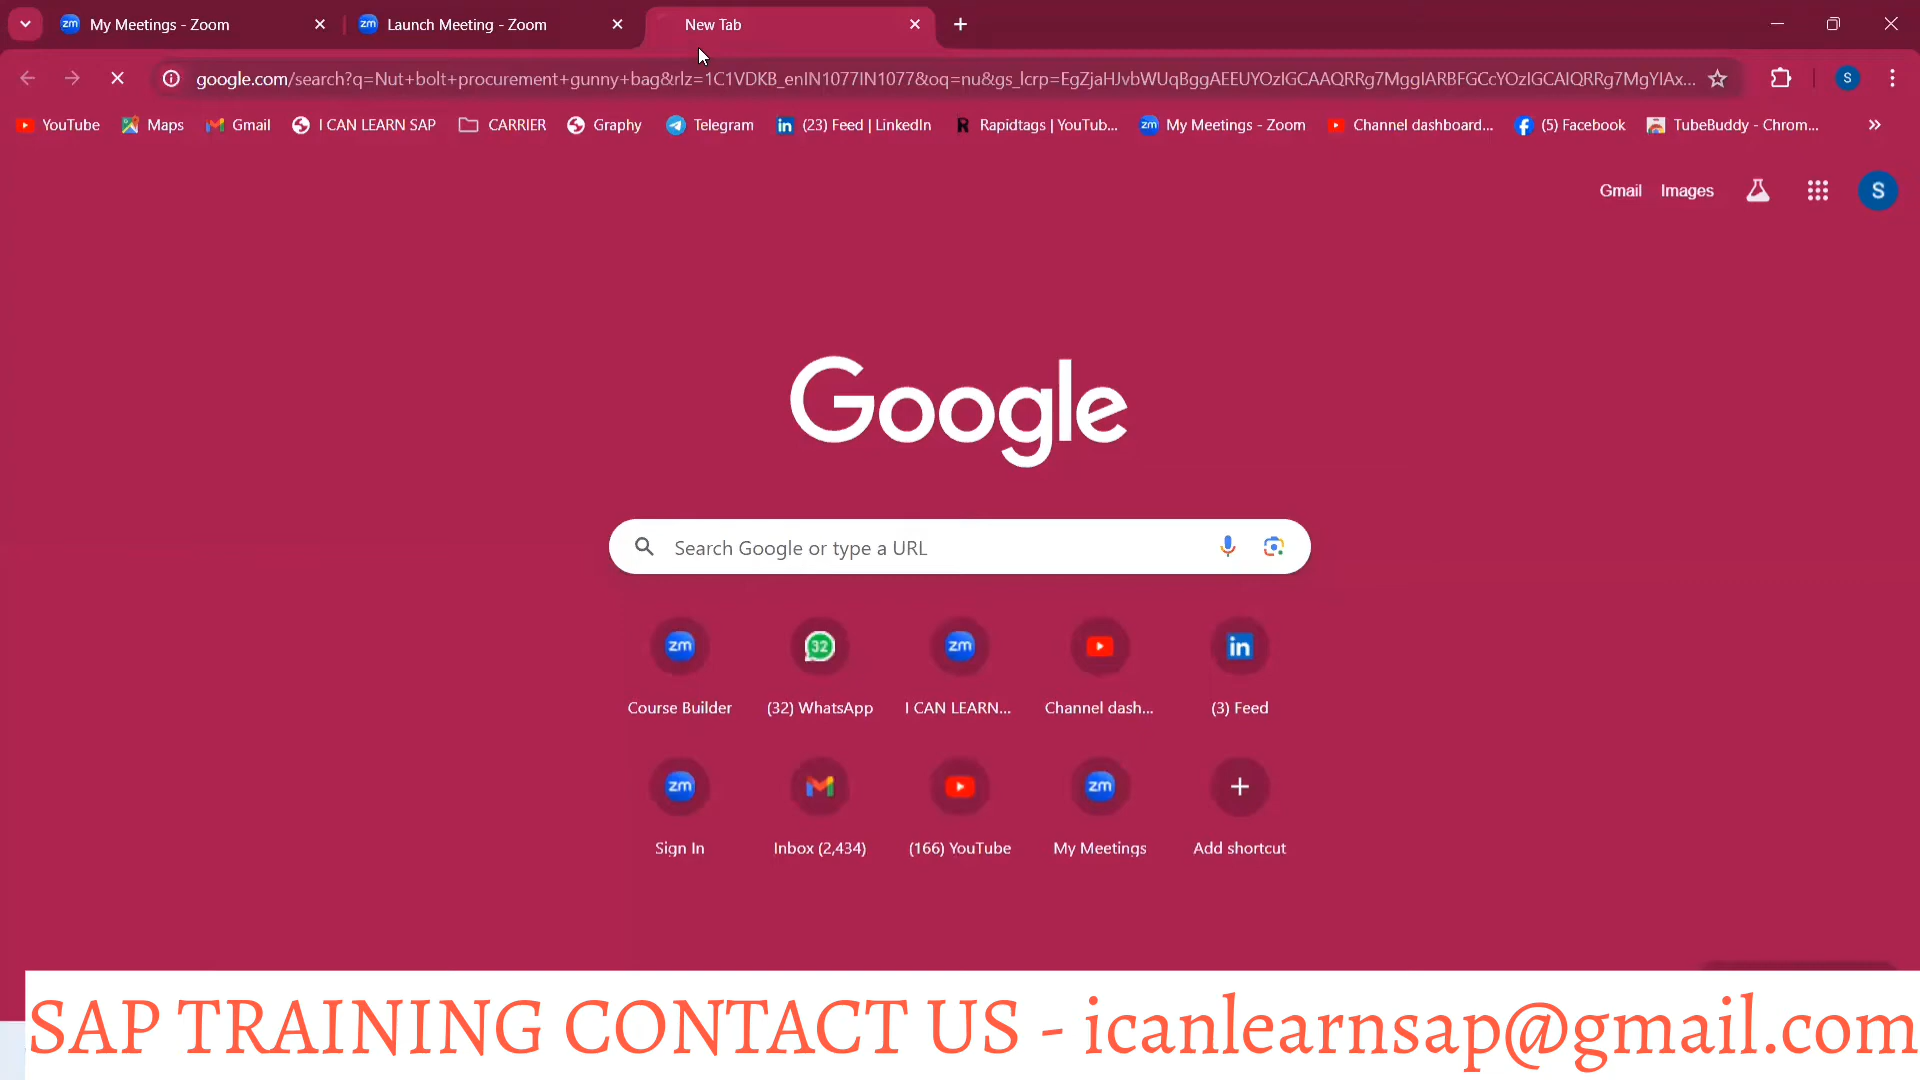 My Meetings - Zoom
Launch Meeting - Zoom
New Tab
google.com/search?q=Nut+bolt+procurement+gunny+bag&rlz=1C1VDKB_enIN1077IN1077&oq=nu&gs_lcrp=EgZjaHJvbWUqBggAEEUYOzIGCAAQRRg7MggIARBFGCcYOzIGCAIQRRg7MgYIAx...
S
YouTube
Maps
Gmail
I CAN LEARN SAP
CARRIER
Graphy
Telegram
(23) Feed | LinkedIn
Rapidtags | YouTub...
My Meetings - Zoom
Channel dashboard...
(5) Facebook
TubeBuddy - Chrom...
Gmail Images
S
Google
Search Google or type a URL
Course Builder
(32) WhatsApp
I CAN LEARN...
Channel dash...
(3) Feed
Sign In
Inbox (2,434)
(166) YouTube
My Meetings
Add shortcut
SAP TRAINING CONTACT US - icanlearnsap@gmail.com